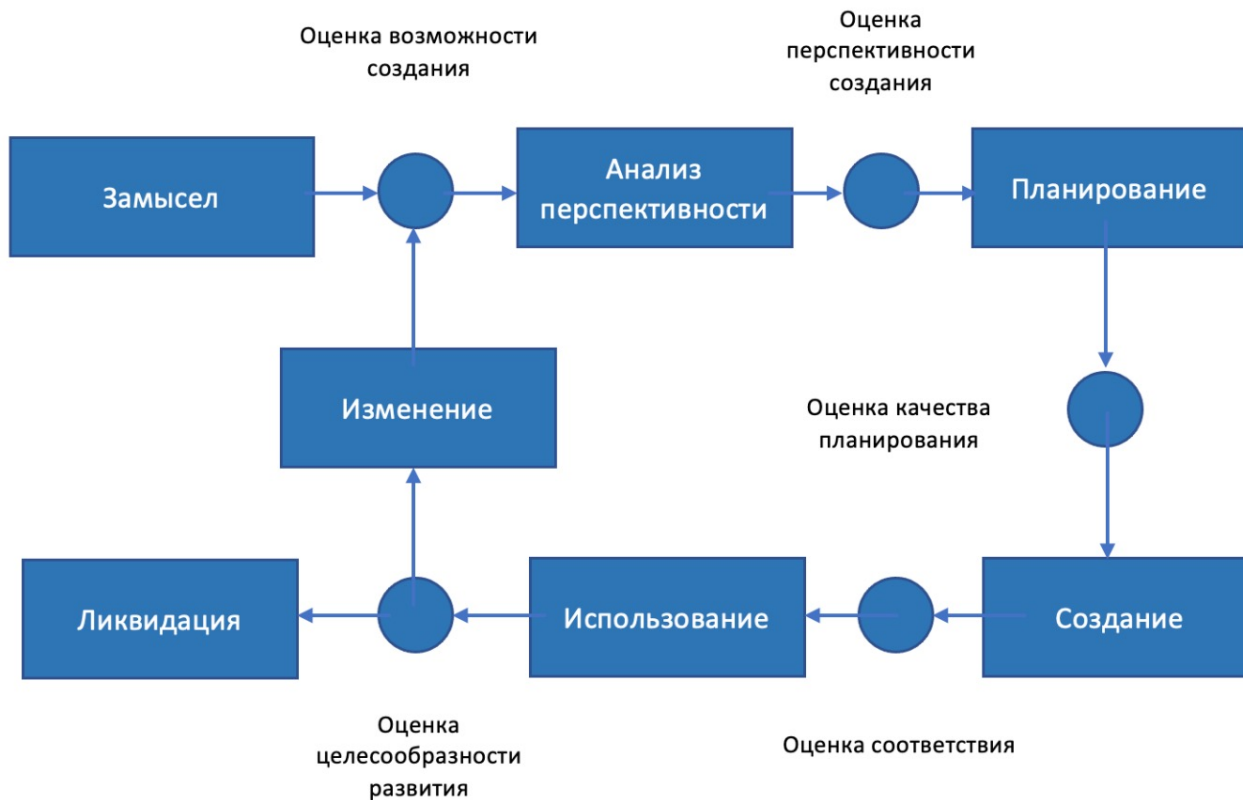 Оценка возможности
создания
Оценка
перспективности
создания
Замысел
Анализ
перспективности
Планирование
Изменение
Оценка качества
планирования
Ликвидация
Использование
Создание
Оценка
целесообразности
развития
Оценка соответствия